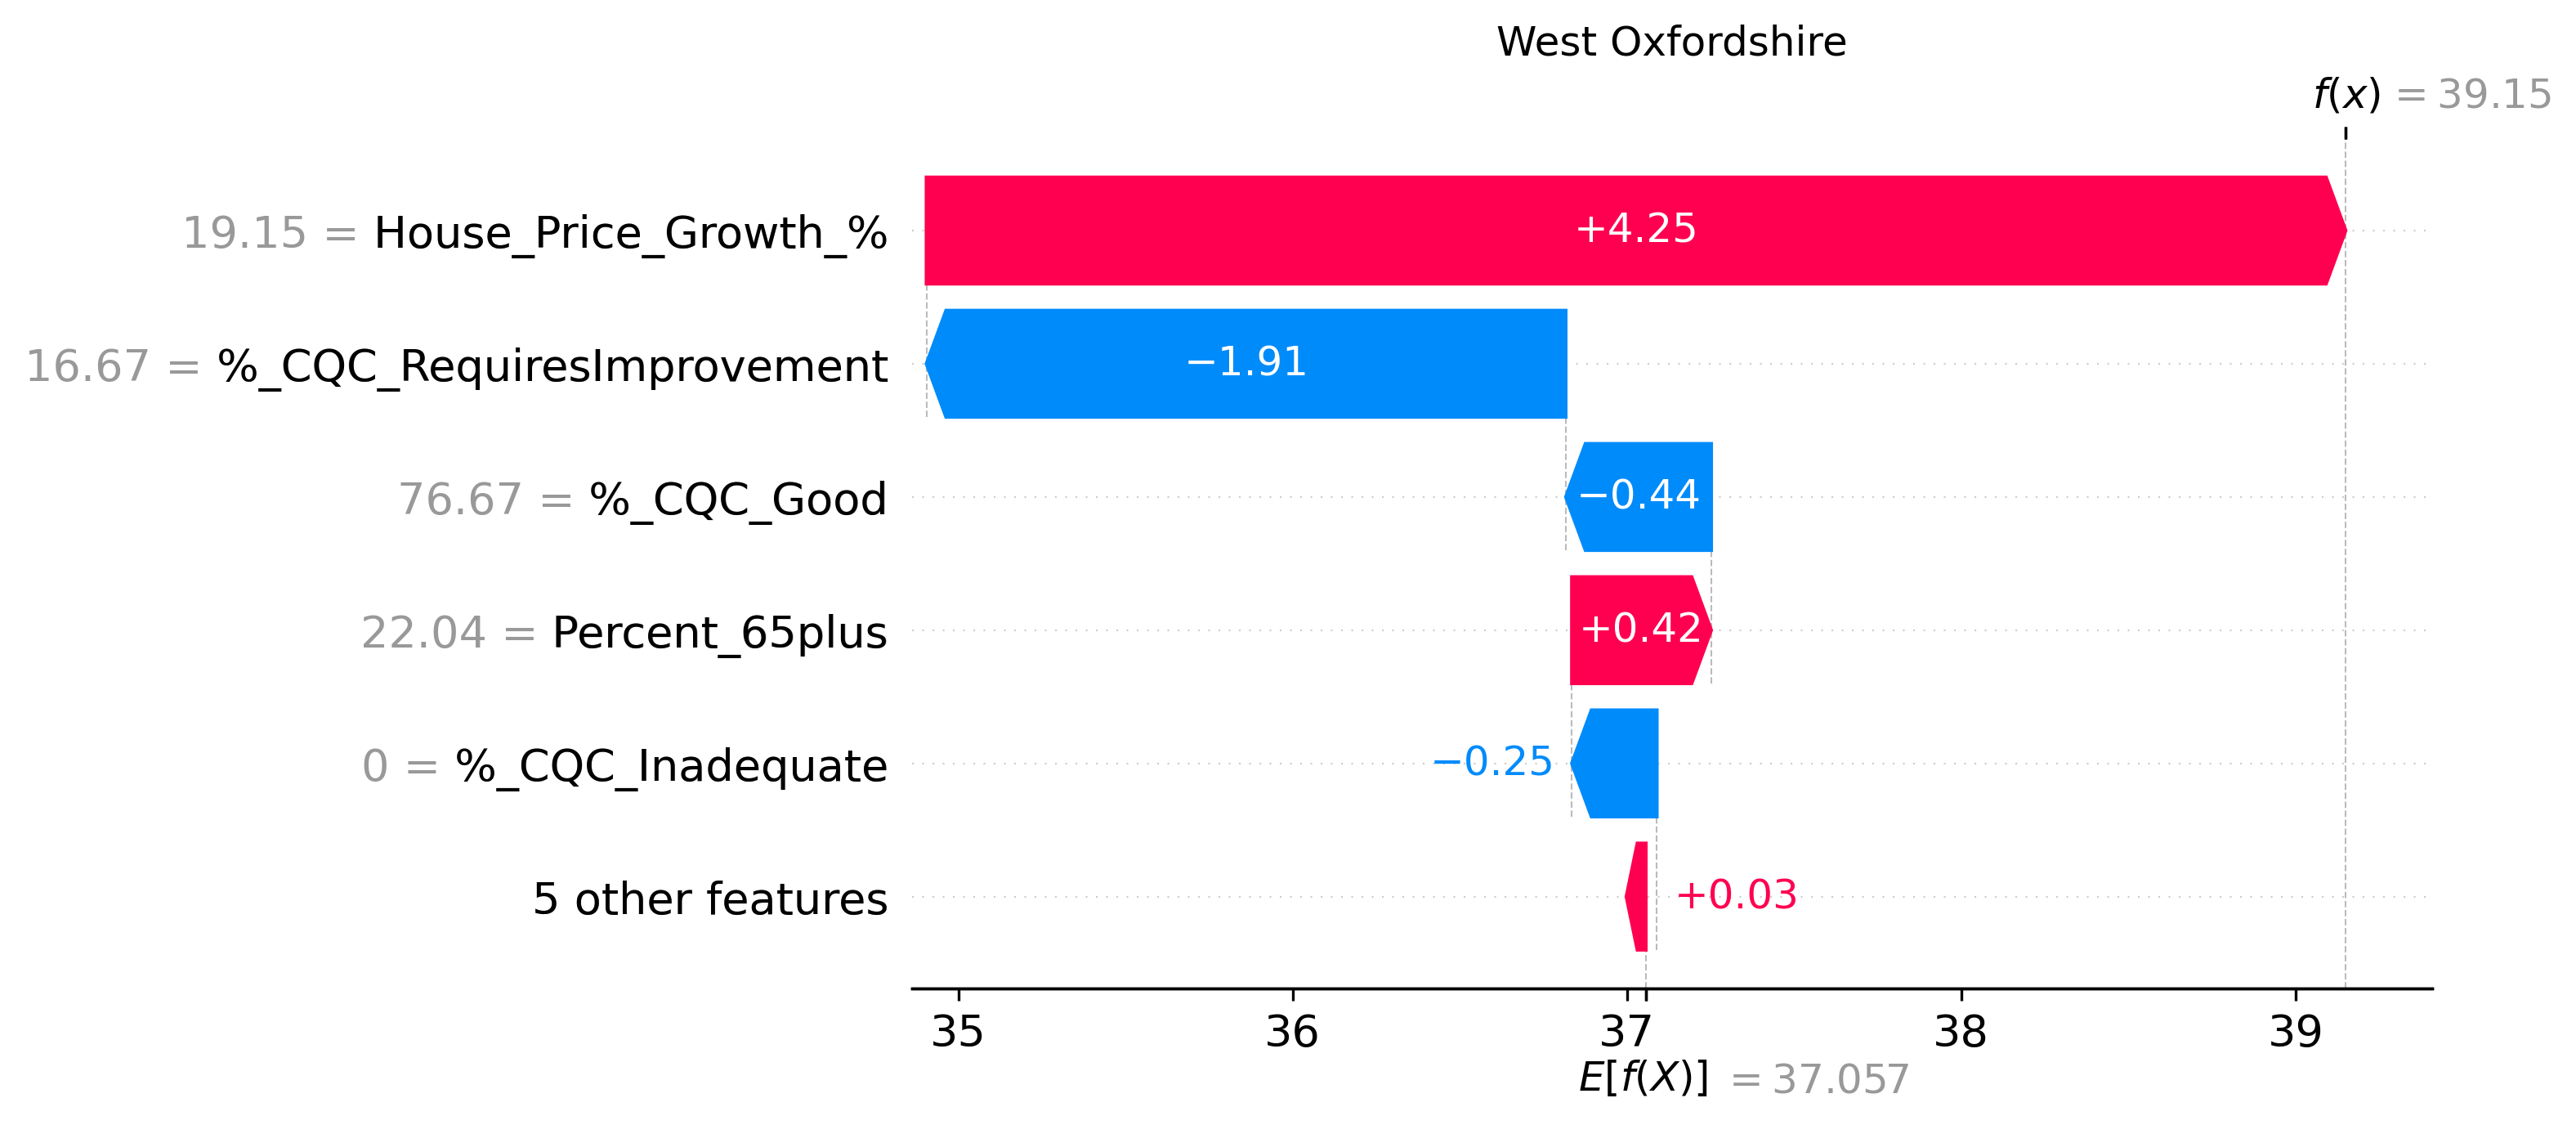 West Oxfordshire
f(x) = 39.15
19.15 = House_Price_Growth_%
+4.25
16.67 = %_CQC_RequiresImprovement
−1.91
76.67 = %_CQC_Good
−0.44
22.04 = Percent_65plus
+0.42
0 = %_CQC_Inadequate
−0.25
5 other features
+0.03
35 36 37 38 39
E[f(X)] = 37.057